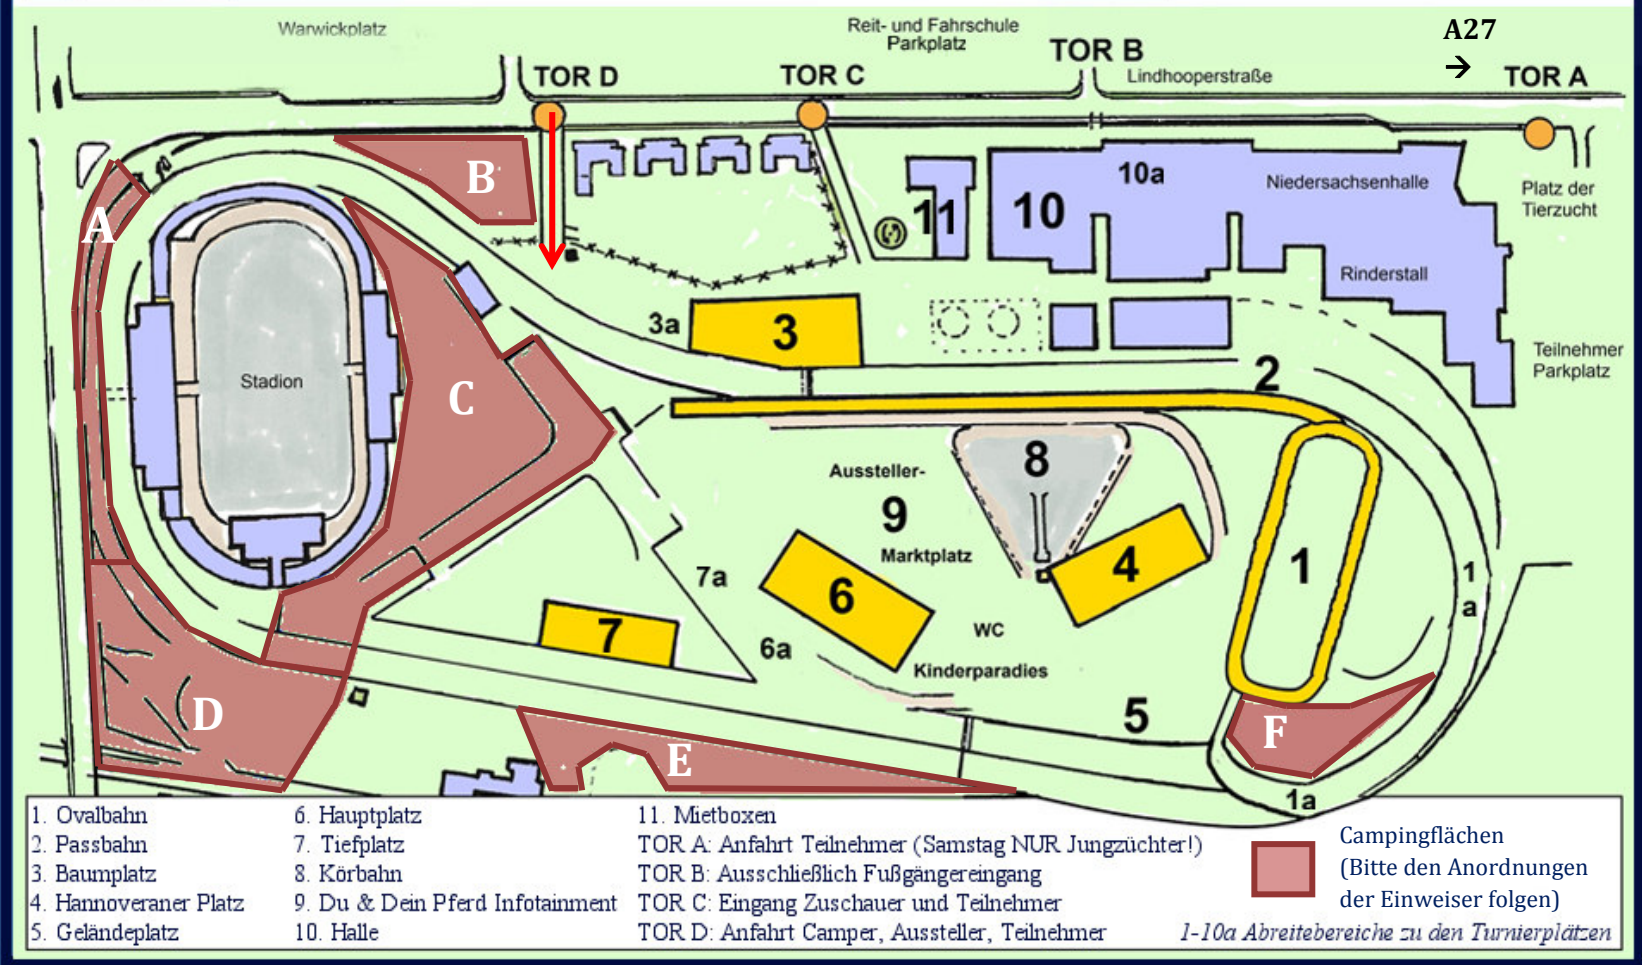 Warwickplatz
Reit- und Fahrschule
Parkplatz
A27
→
TOR D
TOR C
TOR B
Lindhooperstraße
TOR A
A
B
C
D
E
F
Stadion
3a
3
11
10
10a
Niedersachsenhalle
Rinderstall
Platz der
Tierzucht
Teilnehmer
Parkplatz
2
8
Aussteller-
9
Marktplatz
4
1
1
a
7a
6
7
6a
WC
Kinderparadies
5
1a
1. Ovalbahn
2. Passbahn
3. Baumplatz
4. Hannoveraner Platz
5. Geländeplatz
6. Hauptplatz
7. Tiefplatz
8. Körbahn
9. Du & Dein Pferd Infotainment
10. Halle
11. Mietboxen
TOR A: Anfahrt Teilnehmer (Samstag NUR Jungzüchter!)
TOR B: Ausschließlich Fußgängereingang
TOR C: Eingang Zuschauer und Teilnehmer
TOR D: Anfahrt Camper, Aussteller, Teilnehmer
Campingflächen
(Bitte den Anordnungen
der Einweiser folgen)
1-10a Abreitebereiche zu den Turnierplätzen